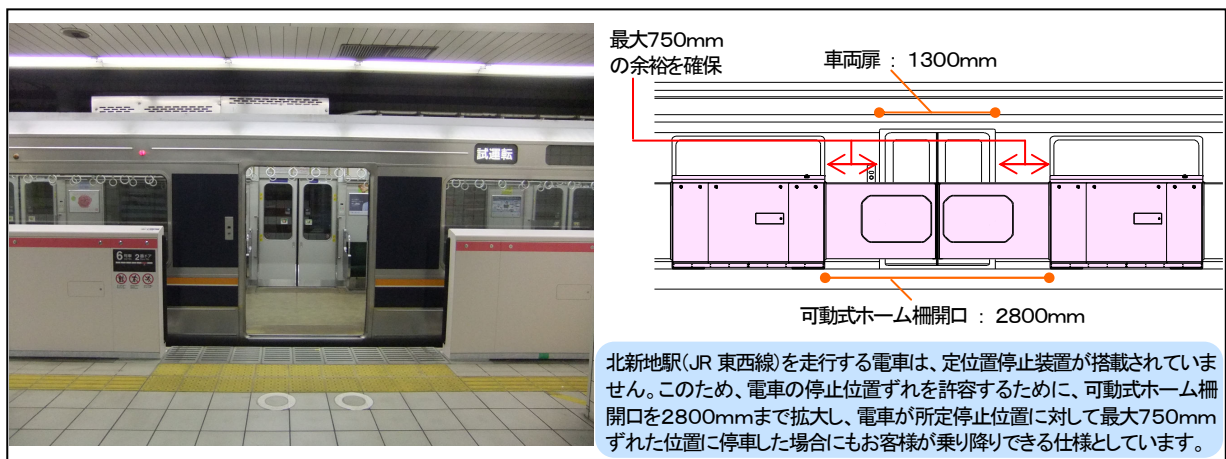 試運転
6号車 2番ドア
最大750mm
の余裕を確保
車両扉 : 1300mm
可動式ホーム柵開口 : 2800mm
北新地駅(JR 東西線)を走行する電車は、定位置停止装置が搭載されていま
せん。このため、電車の停止位置ずれを許容するために、可動式ホーム柵
開口を2800mmまで拡大し、電車が所定停止位置に対して最大750mm
ずれた位置に停車した場合にもお客様が乗り降りできる仕様としています。